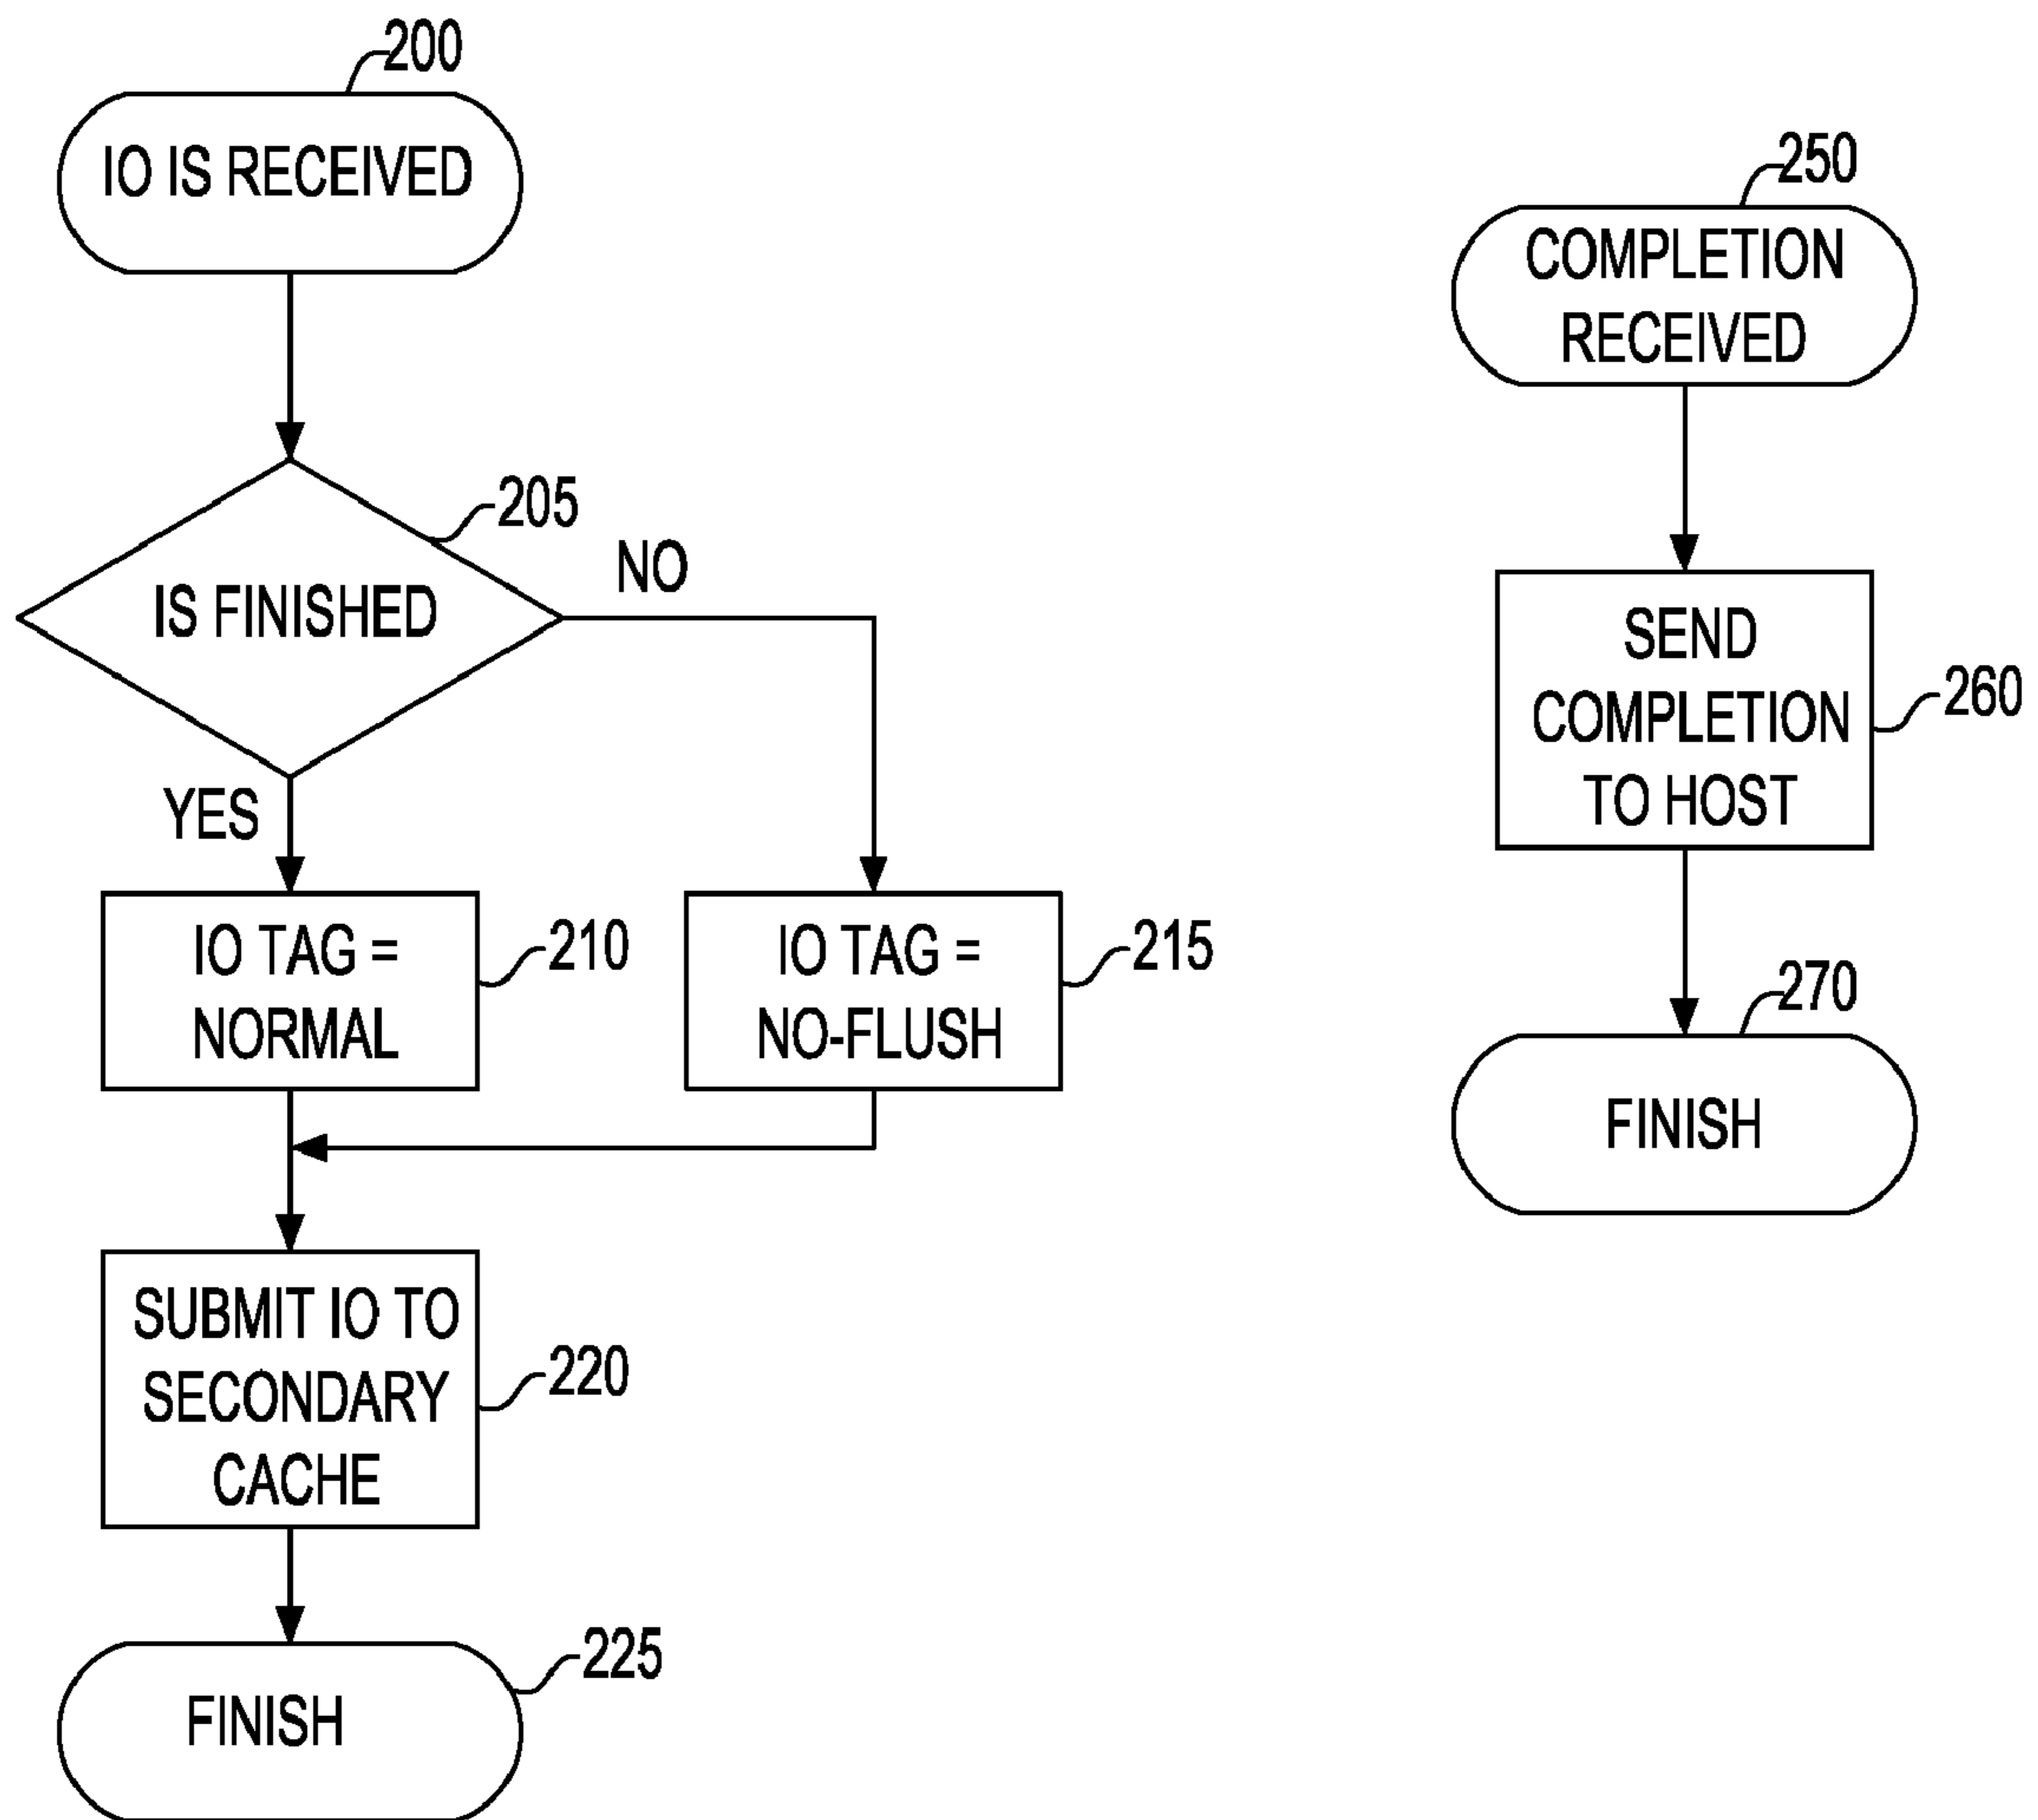 200
IO IS RECEIVED
205
IS FINISHED
NO
YES
IO TAG =
NORMAL
210
IO TAG =
NO-FLUSH
215
SUBMIT IO TO
SECONDARY
CACHE
220
225
FINISH
250
COMPLETION
RECEIVED
SEND
COMPLETION
TO HOST
260
270
FINISH